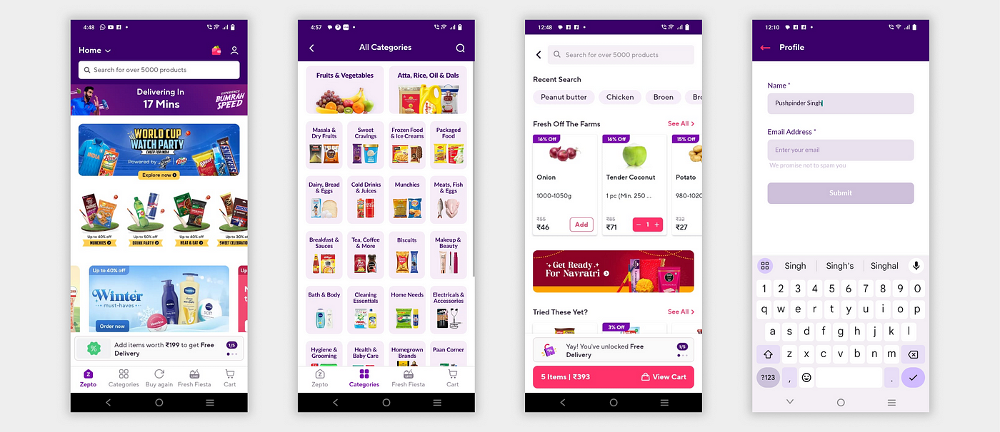 4:48
Home
Search for over 5000 products
Delivering In
17 Mins
EXPERIENCE
BUMRAH
SPEED
WORLD CUP
WATCH PARTY
CHEER FOR INDIA
Powered by
Explore now
INDIA
Up to 40% off
MUNCHIES
Up to 50% off
DRINK PARTY
Up to 40% off
HEAT & EAT
Up to 30% o
SWEET CELEBRATIO
Up to 40% off
Winter
must-haves
Order now
NIVEA
Vaseline
Up
Add items worth ₹199 to get Free
Delivery
1/5
Zepto
Categories
Buy again
LIVE
Fresh Fiesta
Cart
4:57
All Categories
Fruits & Vegetables
Atta, Rice, Oil & Dals
Masala &
Dry Fruits
Sweet
Cravings
Frozen Food
& Ice Creams
Packaged
Food
Dairy, Bread
& Eggs
Cold Drinks
& Juices
Munchies
Meats, Fish
& Eggs
Breakfast &
Sauces
Tea, Coffee
& More
Biscuits
Makeup &
Beauty
Bath & Body
Cleaning
Essentials
Home Needs
Electricals &
Accessories
Hygiene &
Grooming
Health &
Baby Care
Homegrown
Brands
Paan Corner
Zepto
Categories
LIVE
Fresh Fiesta
Cart
12:48
Search for over 5000 products
Recent Search
Peanut butter
Chicken
Broen
Bro
Fresh Off The Farms
See All
16% Off
Onion
1000-1050g
₹55
₹46
Add
16% Off
Tender Coconut
1 pc (Min. 250 ...
₹85
₹71
− 1 +
15% Off
Potato
980-1020
₹32
₹27
Get Ready
For Navratri
Tried These Yet?
See All
3% Off
Yay! You've unlocked Free
Delivery
1/5
5 Items | ₹393
View Cart
12:10
Profile
Name *
Pushpinder Singh
Email Address *
Enter your email
We promise not to spam you
Submit
Singh
Singh's
Singhal
1 2 3 4 5 6 7 8 9 0
q w e r t y u i o p
a s d f g h j k l
z x c v b n m
?123
,
.